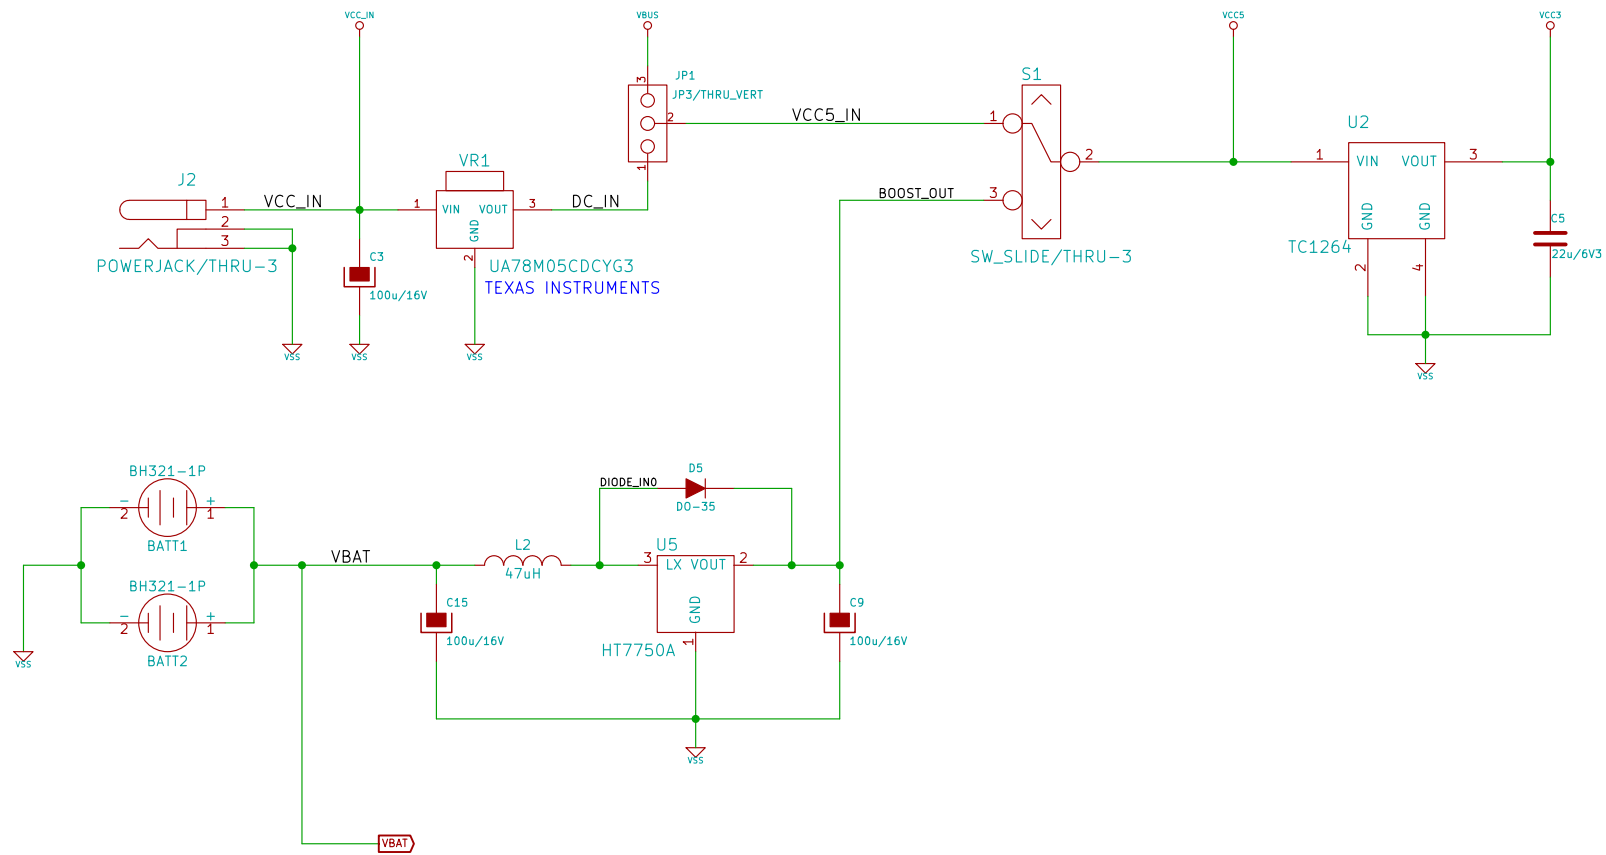 VCC_IN
VBUS
VCC5
VCC3
S1
JP1
JP3/THRU_VERT
3
2
1
VCC5_IN
1
2
3
BOOST_OUT
SW_SLIDE/THRU-3
U2
1
VIN
VOUT
3
GND
GND
TC1264
2
4
C5
22u/6V3
VSS
J2
1
2
3
POWERJACK/THRU-3
VCC_IN
VR1
1
VIN
VOUT
3
GND
2
DC_IN
UA78M05CDCYG3
TEXAS INSTRUMENTS
C3
100u/16V
VSS
VSS
VSS
BH321-1P
- +
2 1
BATT1
BH321-1P
- +
2 1
BATT2
VSS
VBAT
L2
47uH
DIODE_INO
D5
DO-35
U5
3
LX VOUT
2
GND
1
HT7750A
C15
100u/16V
C9
100u/16V
VSS
VBAT